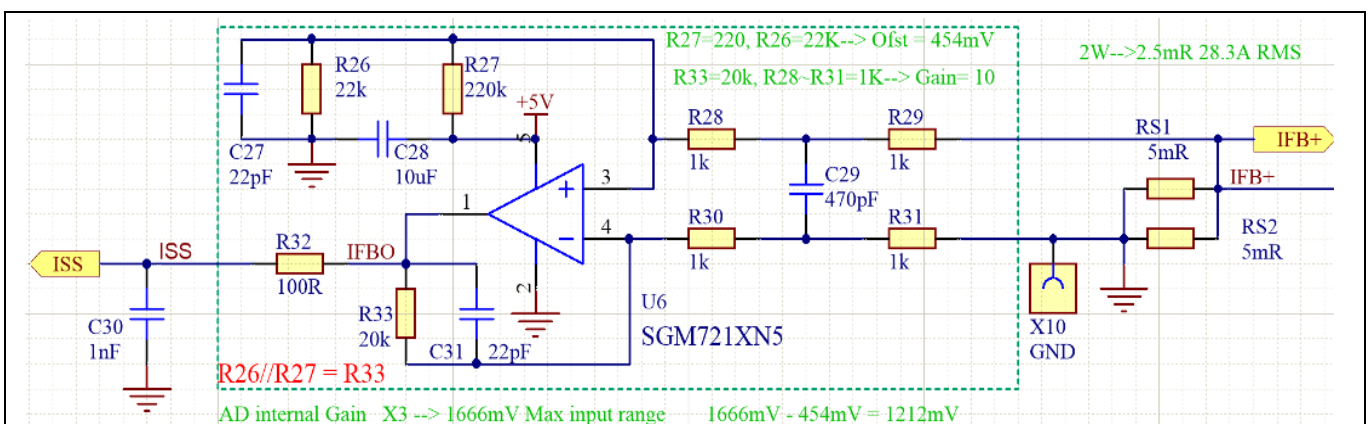 R27=220, R26=22K--> Ofst = 454mV
2W-->2.5mR 28.3A RMS
R26
22k
R27
220k
R33=20k, R28~R31=1K--> Gain= 10
+5V
5
R28
1k
R29
1k
RS1
5mR
IFB+
C27
22pF
C28
10uF
3
C29
470pF
IFB+
1
4
R30
1k
R31
1k
RS2
5mR
ISS
ISS
R32
100R
IFBO
2
C30
1nF
R33
20k
C31
22pF
U6
SGM721XN5
X10
GND
R26//R27 = R33
AD internal Gain X3 --> 1666mV Max input range 1666mV - 454mV = 1212mV